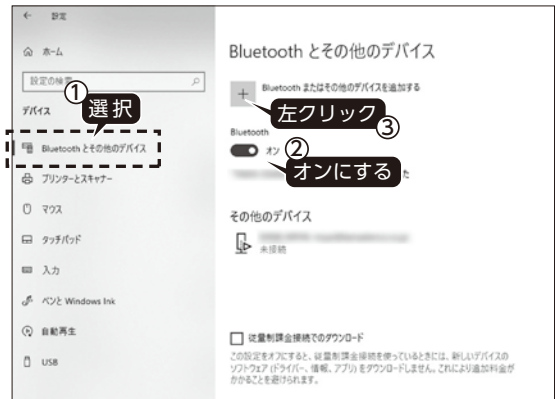 ← 設定
ホーム
設定の検索
①
選択
デバイス
Bluetooth とその他のデバイス
プリンターとスキャナー
マウス
タッチパッド
入力
ペンと Windows Ink
自動再生
USB
Bluetooth とその他のデバイス
+ Bluetooth またはその他のデバイスを追加する
左クリック
③
Bluetooth
オン
②
オンにする
た
その他のデバイス
未接続
従量制課金接続でのダウンロード
この設定をオフにすると、従量制課金接続を使っているときには、新しいデバイスの
ソフトウェア (ドライバー、情報、アプリ) をダウンロードしません。これにより追加料金が
かかることを避けられます。